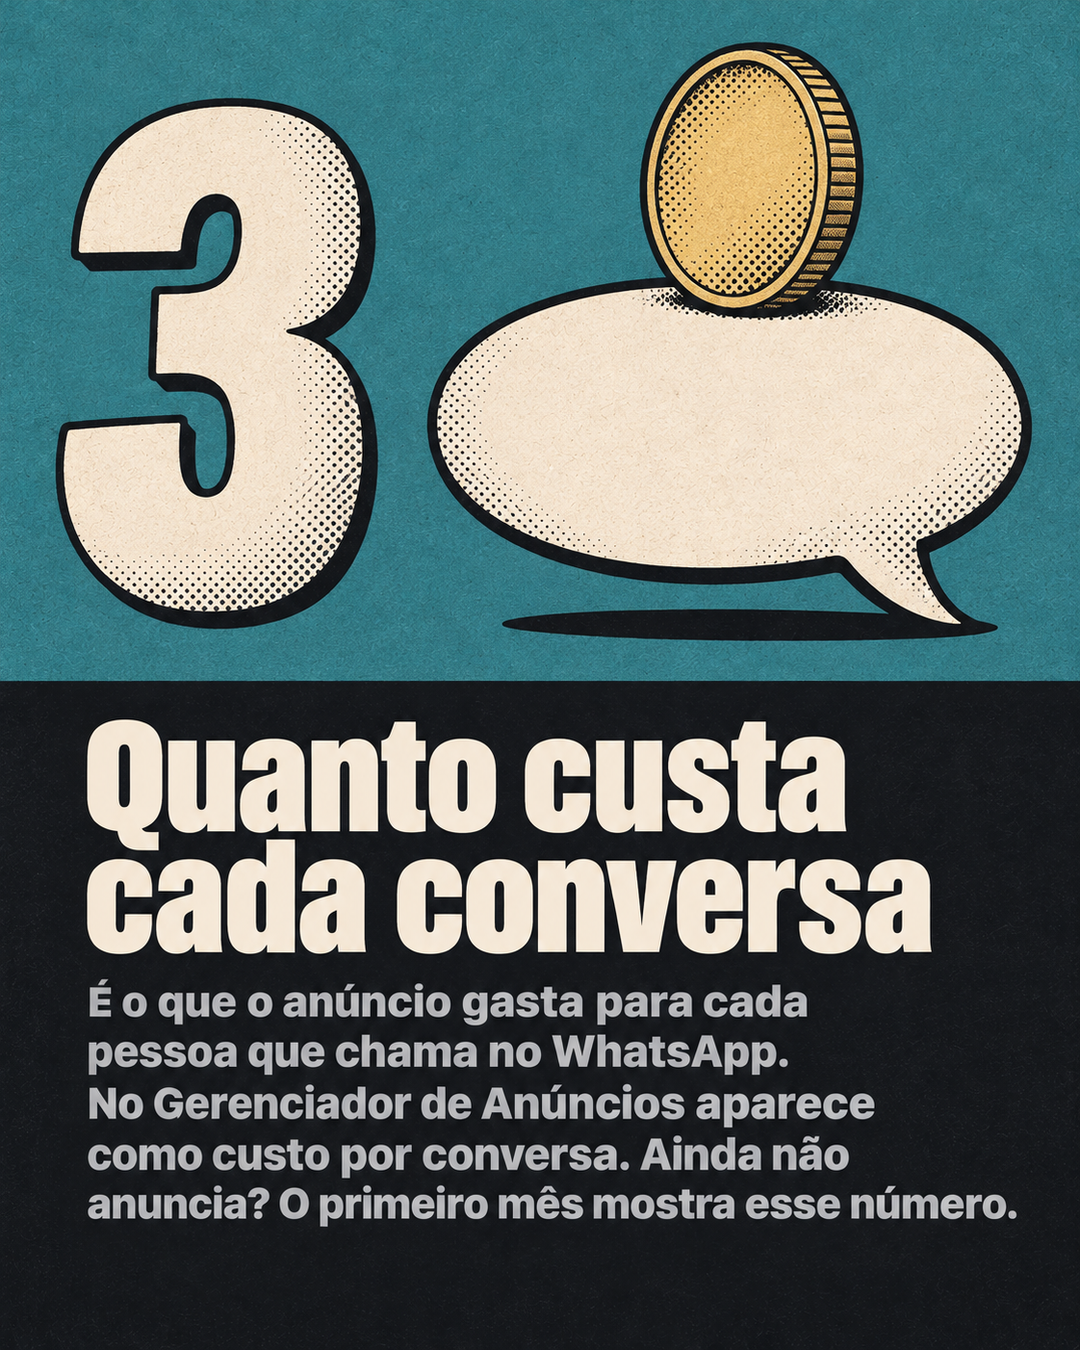 3
Quanto custa
cada conversa
É o que o anúncio gasta para cada
pessoa que chama no WhatsApp.
No Gerenciador de Anúncios aparece
como custo por conversa. Ainda não
anuncia? O primeiro mês mostra esse número.